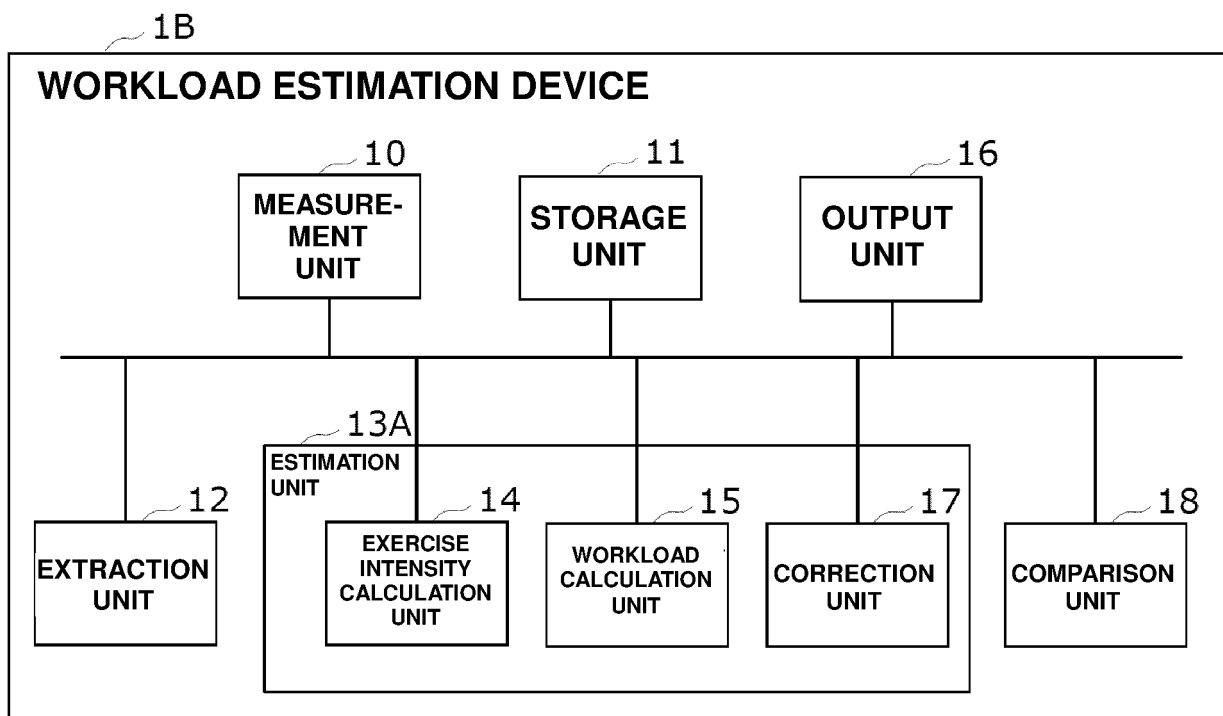 1B
WORKLOAD ESTIMATION DEVICE
10
MEASURE-
MENT
UNIT
11
STORAGE
UNIT
16
OUTPUT
UNIT
13A
ESTIMATION
UNIT
12
EXTRACTION
UNIT
14
EXERCISE
INTENSITY
CALCULATION
UNIT
15
WORKLOAD
CALCULATION
UNIT
17
CORRECTION
UNIT
18
COMPARISON
UNIT